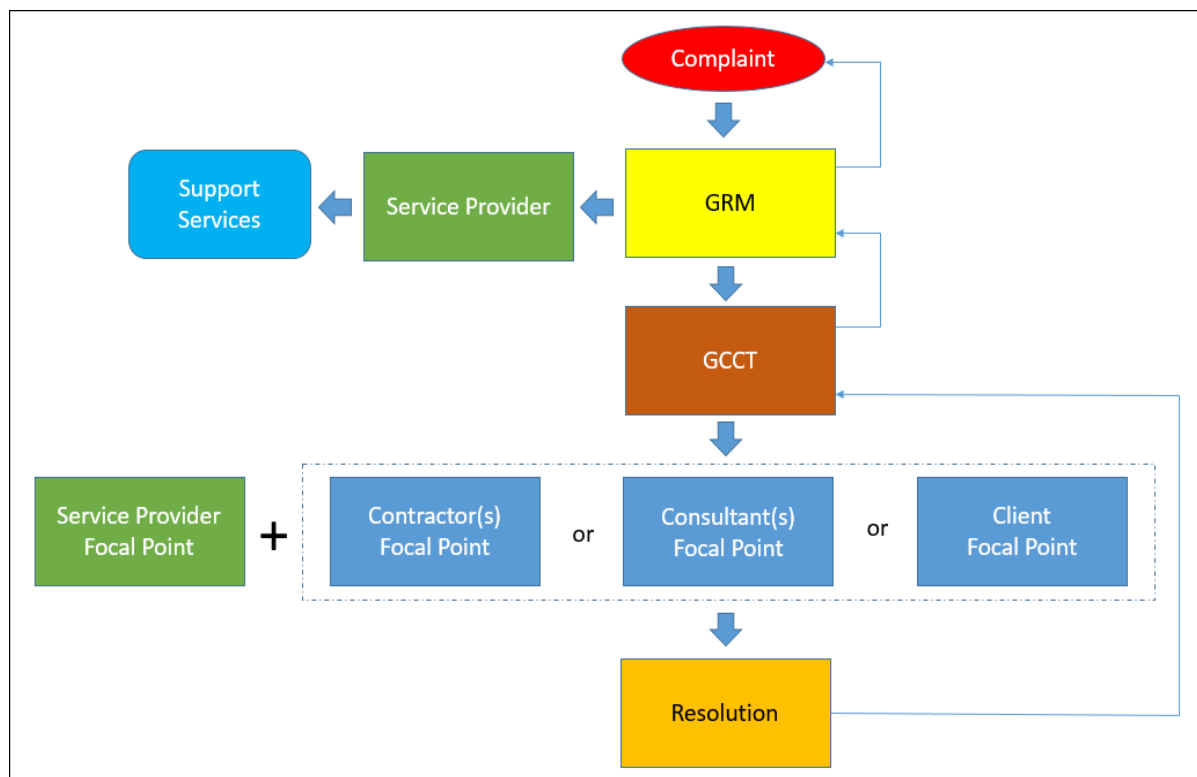 Complaint
Support
Services
Service Provider
GRM
GCCT
Service Provider
Focal Point
+
Contractor(s)
Focal Point
or
Consultant(s)
Focal Point
or
Client
Focal Point
Resolution